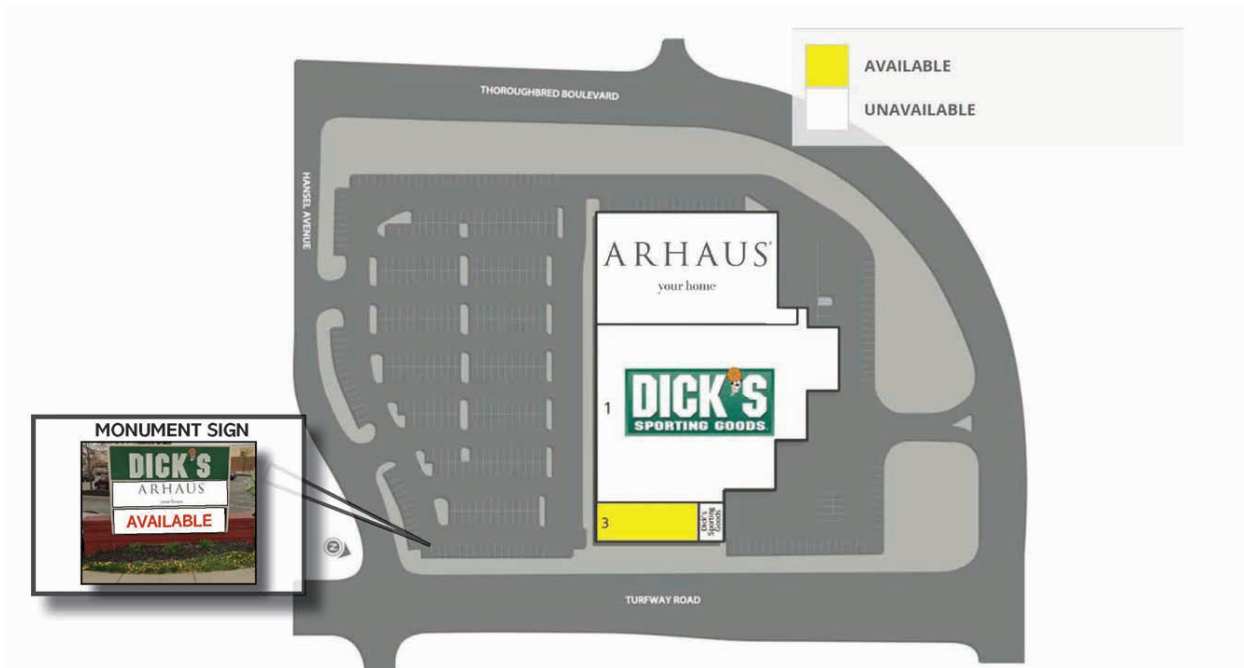 THOROUGHBRED BOULEVARD
AVAILABLE
UNAVAILABLE
HANSEL AVENUE
ARHAUS
your home
1
DICK'S
SPORTING GOODS
3
Dick's
Sporting
Goods
MONUMENT SIGN
DICK'S
ARHAUS
your home
AVAILABLE
N
TURFWAY ROAD